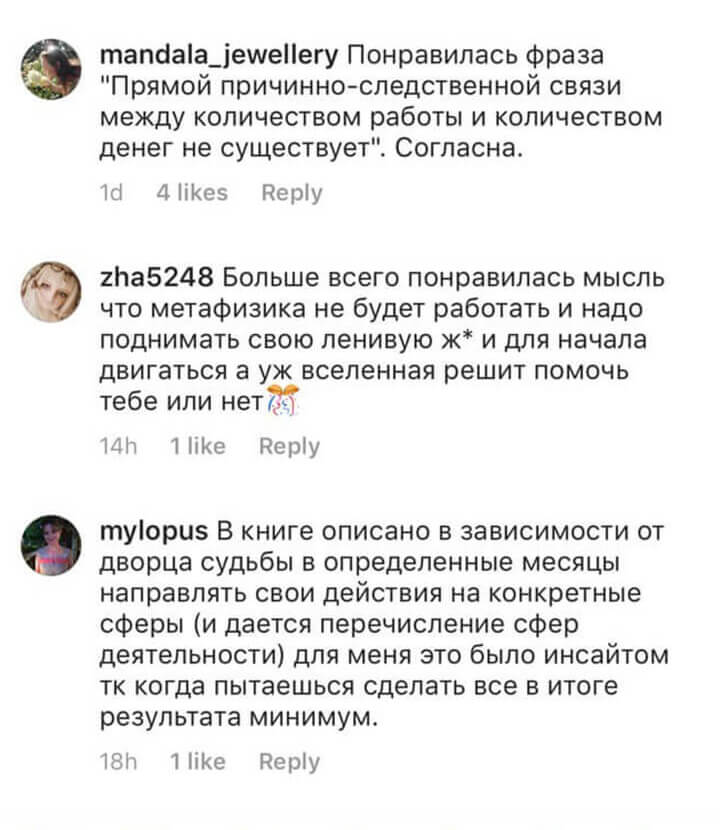 mandala_jewellery Понравилась фраза
"Прямой причинно-следственной связи
между количеством работы и количеством
денег не существует". Согласна.
1d 4 likes Reply
zha5248 Больше всего понравилась мысль
что метафизика не будет работать и надо
поднимать свою ленивую ж* и для начала
двигаться а уж вселенная решит помочь
тебе или нет🎊
14h 1 like Reply
mylopus В книге описано в зависимости от
дворца судьбы в определенные месяцы
направлять свои действия на конкретные
сферы (и дается перечисление сфер
деятельности) для меня это было инсайтом
тк когда пытаешься сделать все в итоге
результата минимум.
18h 1 like Reply